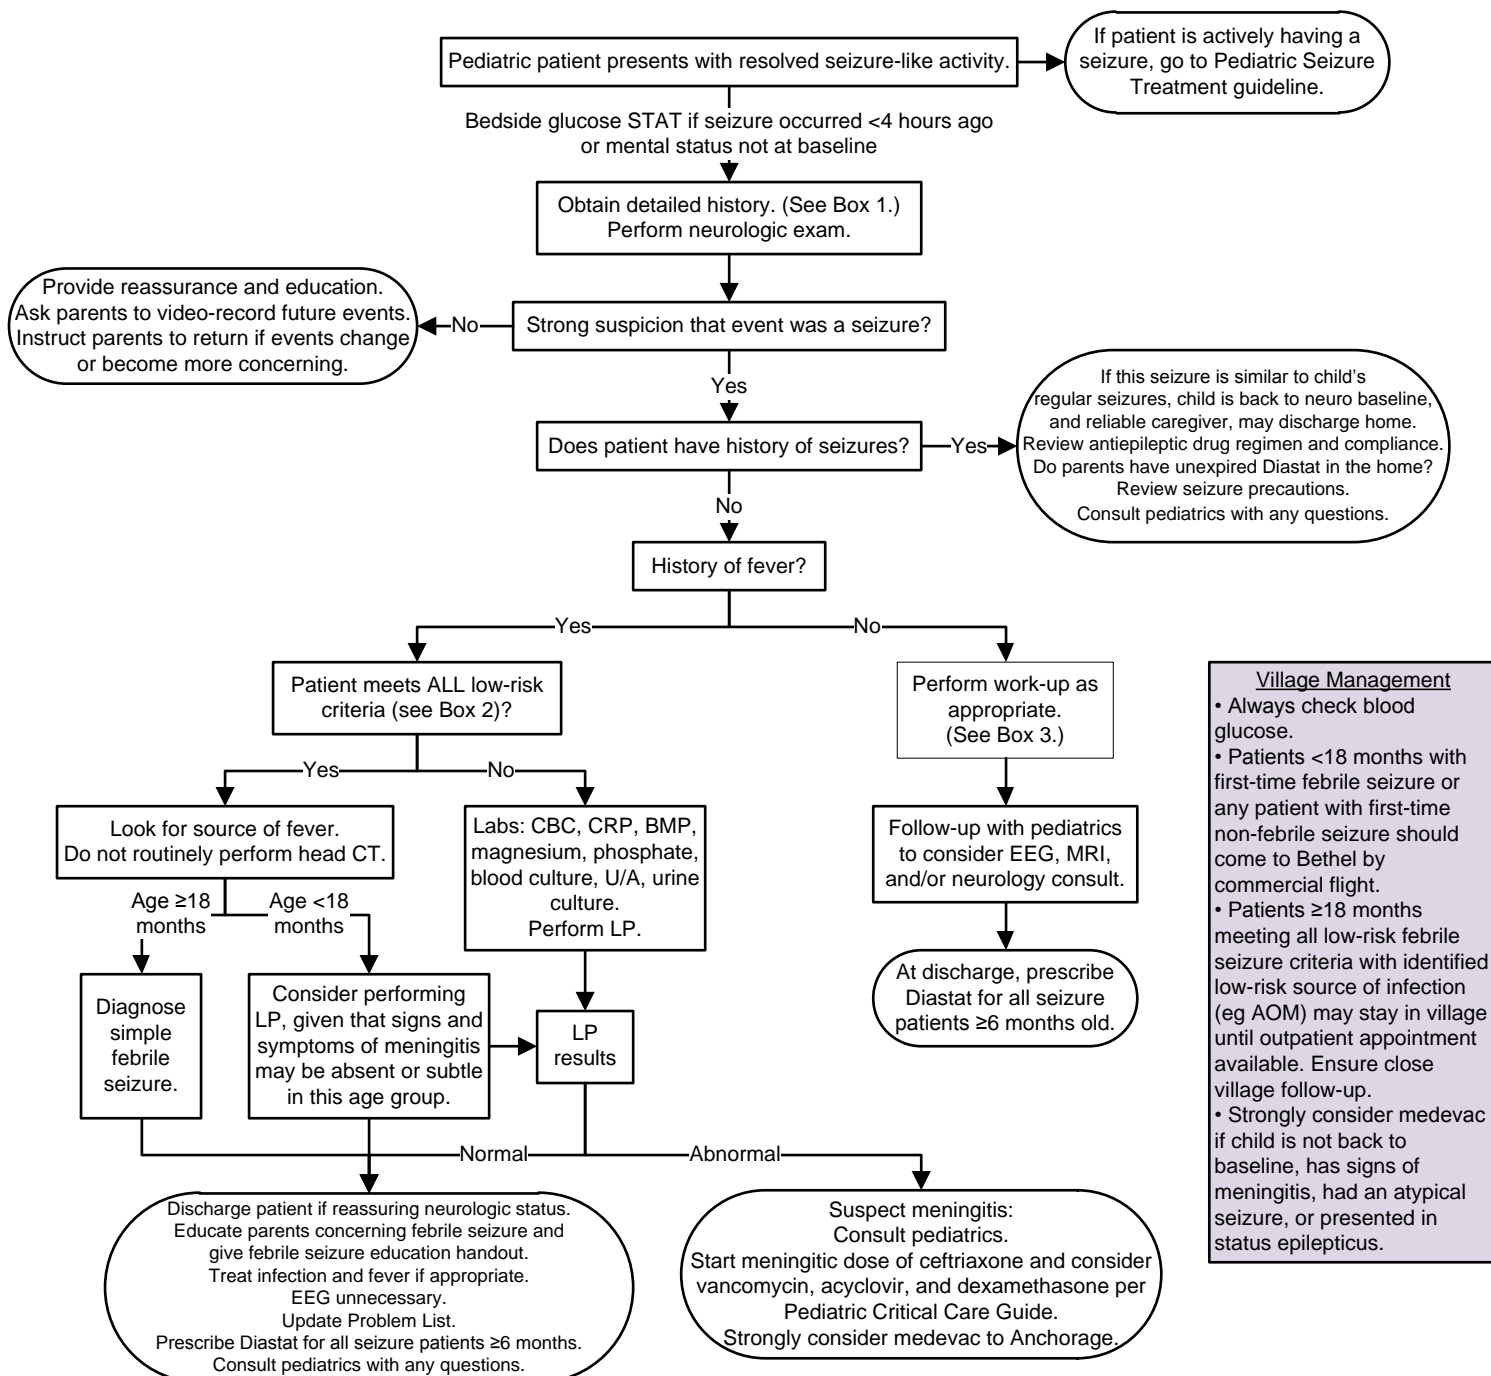 Pediatric patient presents with resolved seizure-like activity.
If patient is actively having a
seizure, go to Pediatric Seizure
Treatment guideline.
Bedside glucose STAT if seizure occurred <4 hours ago
or mental status not at baseline
Obtain detailed history. (See Box 1.)
Perform neurologic exam.
Strong suspicion that event was a seizure?
No
Provide reassurance and education.
Ask parents to video-record future events.
Instruct parents to return if events change
or become more concerning.
Yes
Does patient have history of seizures?
Yes
If this seizure is similar to child's
regular seizures, child is back to neuro baseline,
and reliable caregiver, may discharge home.
Review antiepileptic drug regimen and compliance.
Do parents have unexpired Diastat in the home?
Review seizure precautions.
Consult pediatrics with any questions.
No
History of fever?
Yes
No
Patient meets ALL low-risk
criteria (see Box 2)?
Yes
No
Look for source of fever.
Do not routinely perform head CT.
Age ≥18
months
Age <18
months
Diagnose
simple
febrile
seizure.
Consider performing
LP, given that signs and
symptoms of meningitis
may be absent or subtle
in this age group.
Labs: CBC, CRP, BMP,
magnesium, phosphate,
blood culture, U/A, urine
culture.
Perform LP.
LP
results
Normal
Abnormal
Discharge patient if reassuring neurologic status.
Educate parents concerning febrile seizure and
give febrile seizure education handout.
Treat infection and fever if appropriate.
EEG unnecessary.
Update Problem List.
Prescribe Diastat for all seizure patients ≥6 months.
Consult pediatrics with any questions.
Suspect meningitis:
Consult pediatrics.
Start meningitic dose of ceftriaxone and consider
vancomycin, acyclovir, and dexamethasone per
Pediatric Critical Care Guide.
Strongly consider medevac to Anchorage.
Perform work-up as
appropriate.
(See Box 3.)
Follow-up with pediatrics
to consider EEG, MRI,
and/or neurology consult.
At discharge, prescribe
Diastat for all seizure
patients ≥6 months old.
Village Management
• Always check blood
glucose.
• Patients <18 months with
first-time febrile seizure or
any patient with first-time
non-febrile seizure should
come to Bethel by
commercial flight.
• Patients ≥18 months
meeting all low-risk febrile
seizure criteria with identified
low-risk source of infection
(eg AOM) may stay in village
until outpatient appointment
available. Ensure close
village follow-up.
• Strongly consider medevac
if child is not back to
baseline, has signs of
meningitis, had an atypical
seizure, or presented in
status epilepticus.